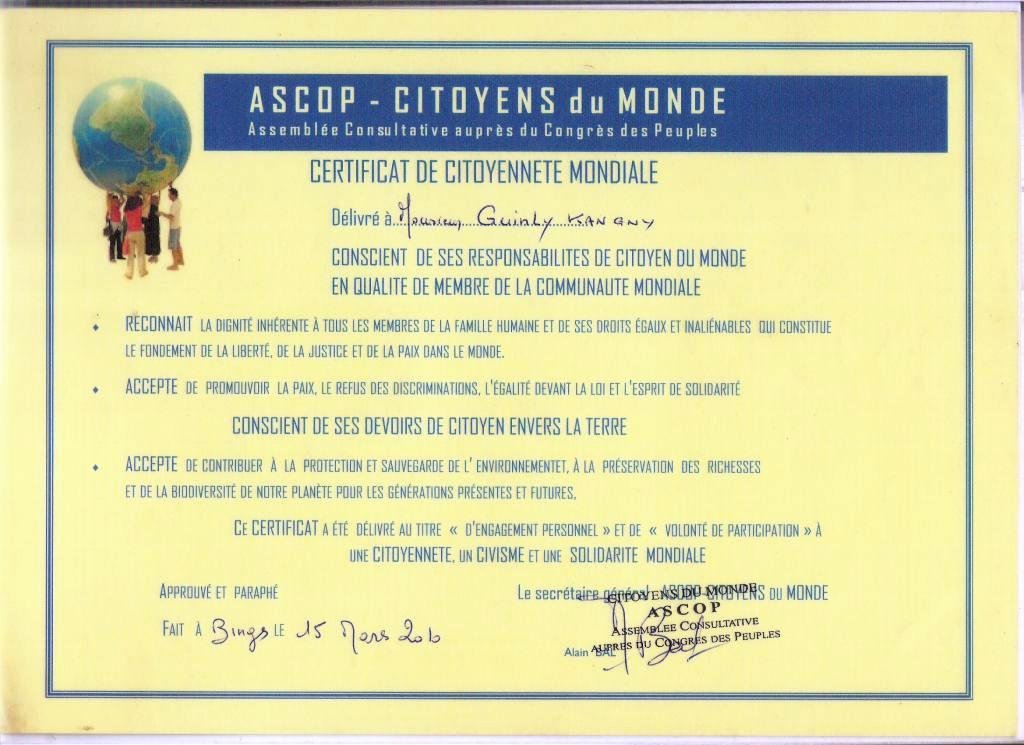 ASCOP - CITOYENS du MONDE
Assemblée Consultative auprès du Congrès des Peuples
CERTIFICAT DE CITOYENNETE MONDIALE
Délivré à Monsieur KANGNY
CONSCIENT DE SES RESPONSABILITES DE CITOYEN DU MONDE
EN QUALITE DE MEMBRE DE LA COMMUNAUTE MONDIALE
♦ RECONNAIT LA DIGNITÉ INHÉRENTE À TOUS LES MEMBRES DE LA FAMILLE HUMAINE ET DE SES DROITS ÉGAUX ET INALIÉNABLES QUI CONSTITUE
LE FONDEMENT DE LA LIBERTÉ, DE LA JUSTICE ET DE LA PAIX DANS LE MONDE.
♦ ACCEPTE DE PROMOUVOIR LA PAIX, LE REFUS DES DISCRIMINATIONS, L'ÉGALITÉ DEVANT LA LOI ET L'ESPRIT DE SOLIDARITÉ
CONSCIENT DE SES DEVOIRS DE CITOYEN ENVERS LA TERRE
♦ ACCEPTE DE CONTRIBUER À LA PROTECTION ET SAUVEGARDE DE L' ENVIRONNEMENTET, À LA PRÉSERVATION DES RICHESSES
ET DE LA BIODIVERSITÉ DE NOTRE PLANÈTE POUR LES GÉNÉRATIONS PRÉSENTES ET FUTURES,
CE CERTIFICAT A ÉTÉ DÉLIVRÉ AU TITRE « D'ENGAGEMENT PERSONNEL » ET DE « VOLONTÉ DE PARTICIPATION » À
UNE CITOYENNETE, UN CIVISME ET UNE SOLIDARITE MONDIALE
APPROUVÉ ET PARAPHÉ
Le secrétaire général ASCOP CITOYENS DU MONDE
CITOYENS DU MONDE
ASCOP
ASSEMBLEE CONSULTATIVE
AUPRES DU CONGRES DES PEUPLES
FAIT À Binges LE 15 Mars
Alain BAL